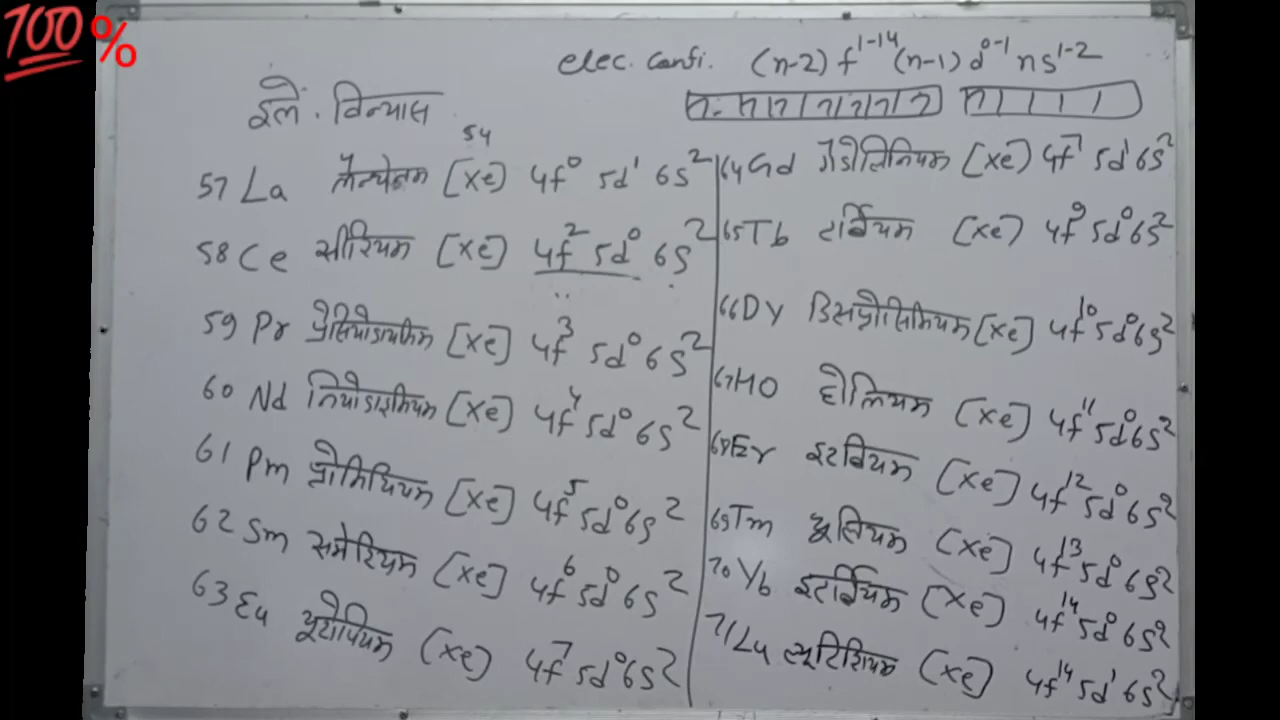 100%
elec. Confi. (n-2) f¹⁻¹⁴ (n-1) d⁰⁻¹ ns¹⁻²
इले. विन्यास
54
57 La लैन्थेनम [Xe] 4f⁰ 5d¹ 6s²
58 Ce सीरियम [Xe] 4f² 5d⁰ 6s²
59 Pr [Xe] 4f³ 5d⁰ 6s²
60 Nd नियोडाइमियम [Xe] 4f⁴ 5d⁰ 6s²
61 Pm प्रोमिथियम [Xe] 4f⁵ 5d⁰ 6s²
62 Sm समेरियम [Xe] 4f⁶ 5d⁰ 6s²
63 Eu यूरोपियम [Xe] 4f⁷ 5d⁰ 6s²
64 Gd गैडोलिनियम [Xe] 4f⁷ 5d¹ 6s²
65 Tb टर्बियम [Xe] 4f⁹ 5d⁰ 6s²
66 Dy डिसप्रोसियम [Xe] 4f¹⁰ 5d⁰ 6s²
67 HO होलियम [Xe] 4f¹¹ 5d⁰ 6s²
68 Er इरबियम [Xe] 4f¹² 5d⁰ 6s²
69 Tm थूलियम [Xe] 4f¹³ 5d⁰ 6s²
70 Yb इटर्बियम [Xe] 4f¹⁴ 5d⁰ 6s²
71 Lu ल्यूटिशियम [Xe] 4f¹⁴ 5d¹ 6s²